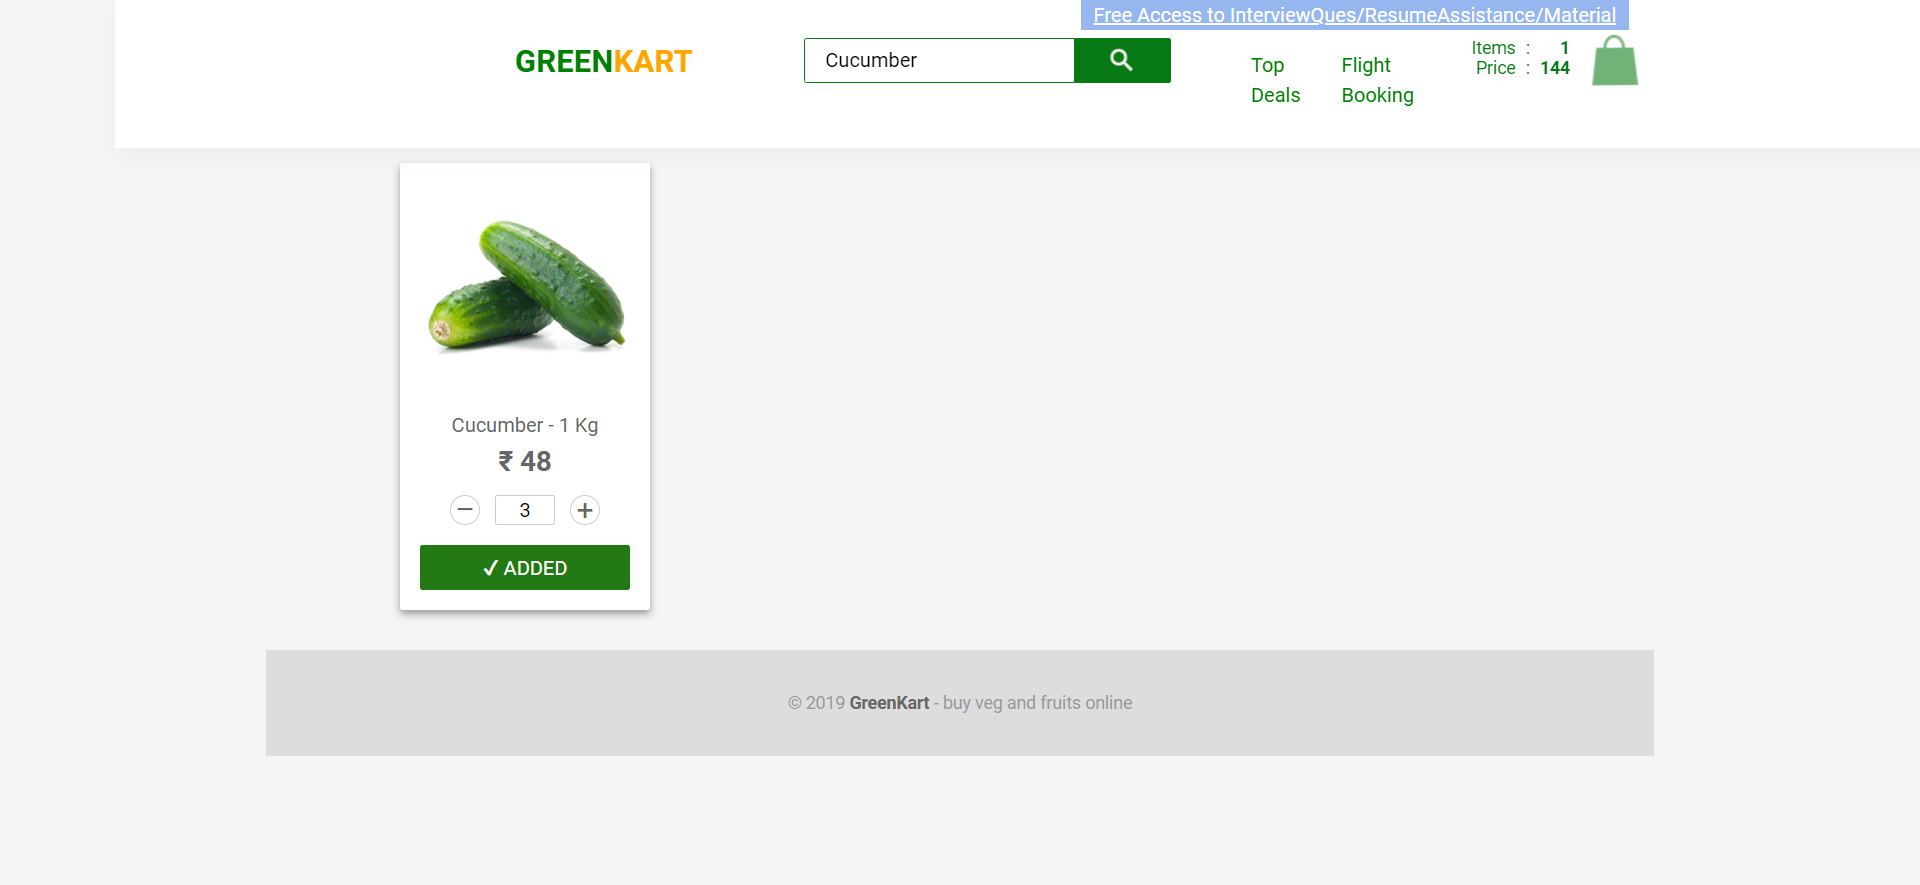 Free Access to InterviewQues/ResumeAssistance/Material
GREENKART
Cucumber
Top Deals
Flight Booking
Items : 1
Price : 144
Cucumber - 1 Kg
₹ 48
− 3 +
✓ ADDED
© 2019 GreenKart - buy veg and fruits online